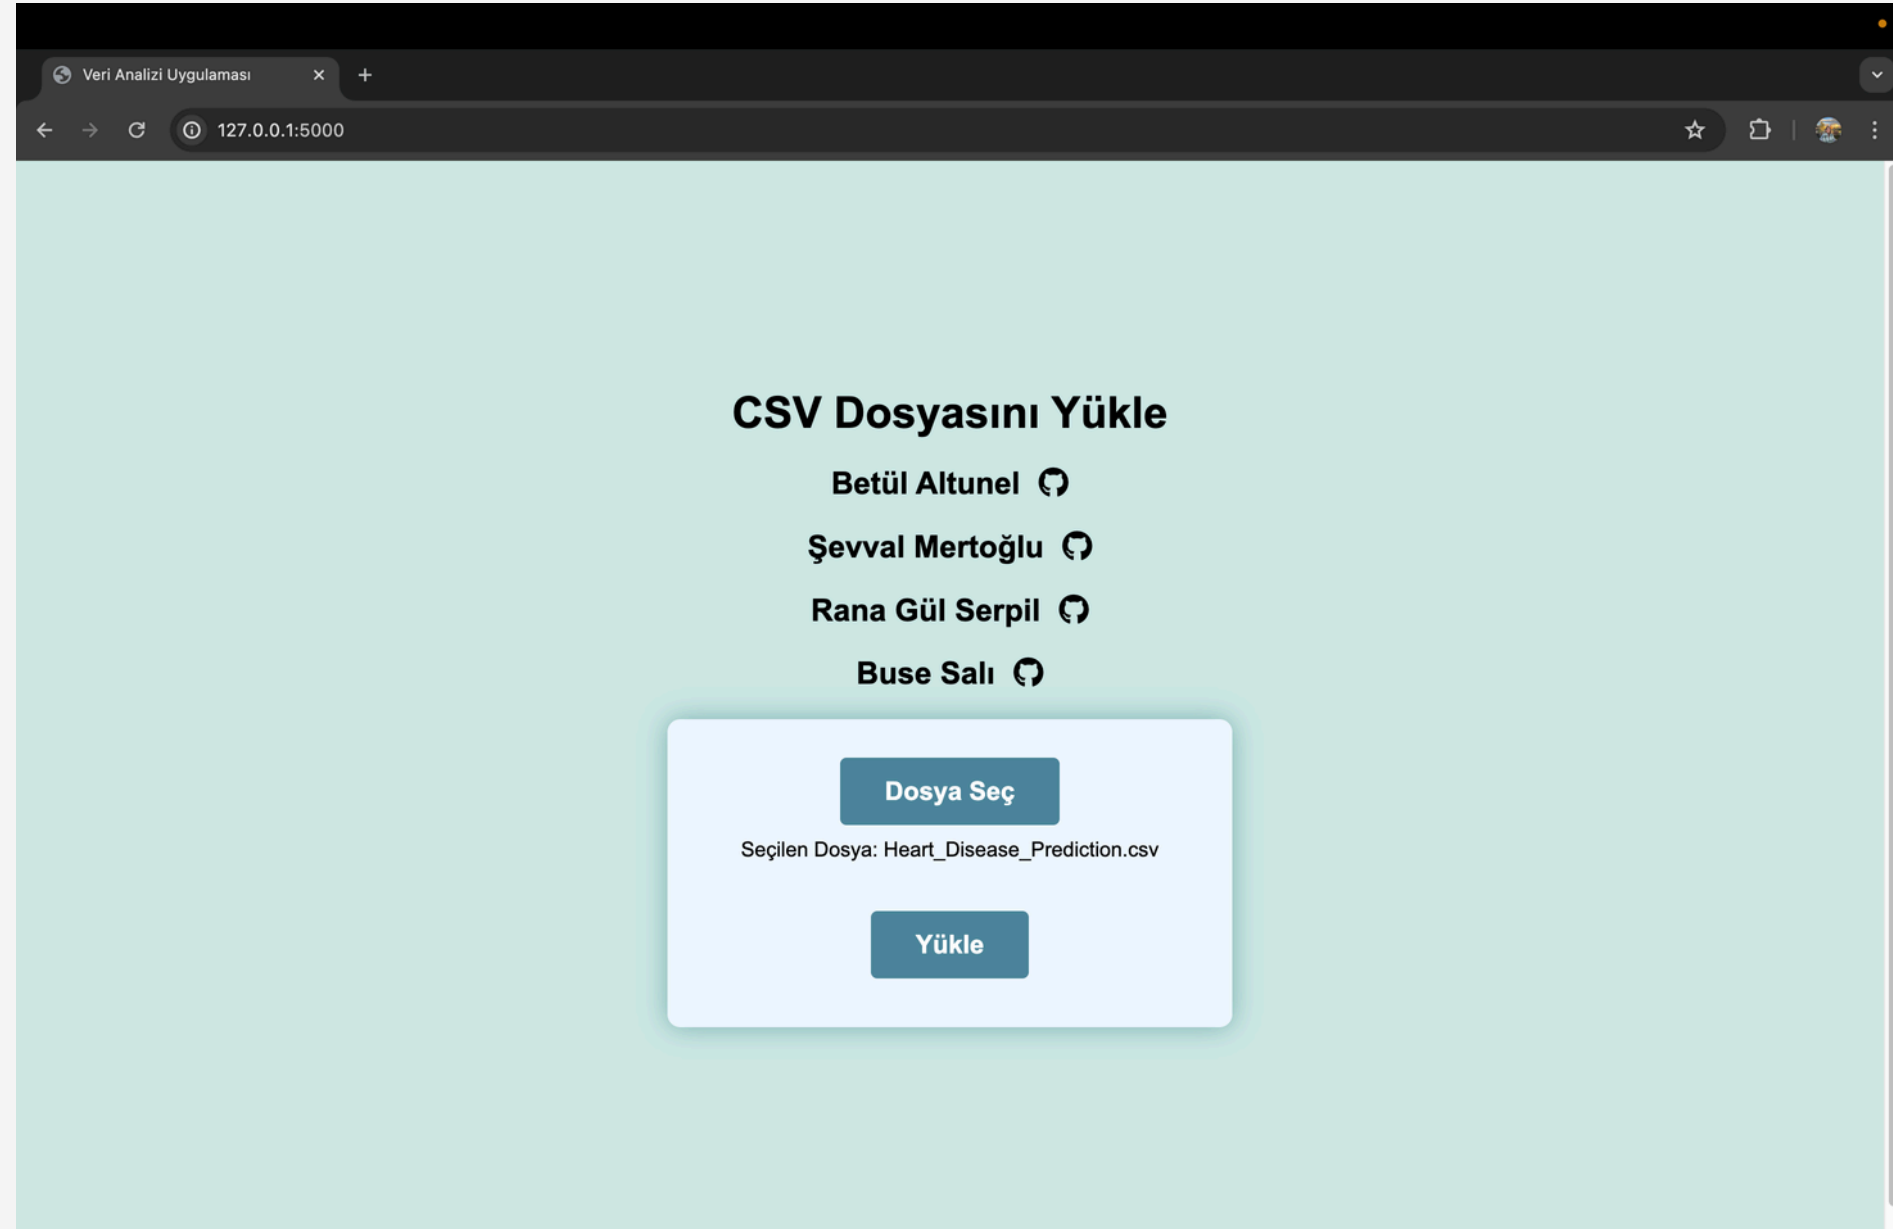 Veri Analizi Uygulaması
127.0.0.1:5000
CSV Dosyasını Yükle
Betül Altunel
Şevval Mertoğlu
Rana Gül Serpil
Buse Salı
Dosya Seç
Seçilen Dosya: Heart_Disease_Prediction.csv
Yükle